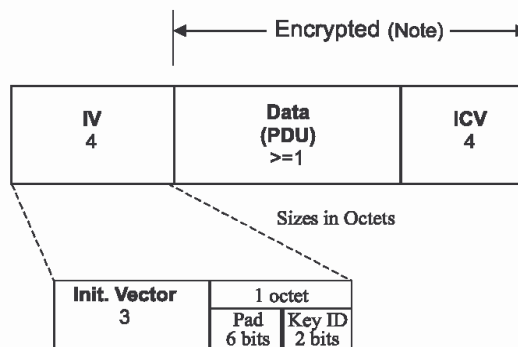 Encrypted (Note)
IV
4
Data
(PDU)
>=1
ICV
4
Sizes in Octets
Init. Vector
3
1 octet
Pad
6 bits
Key ID
2 bits